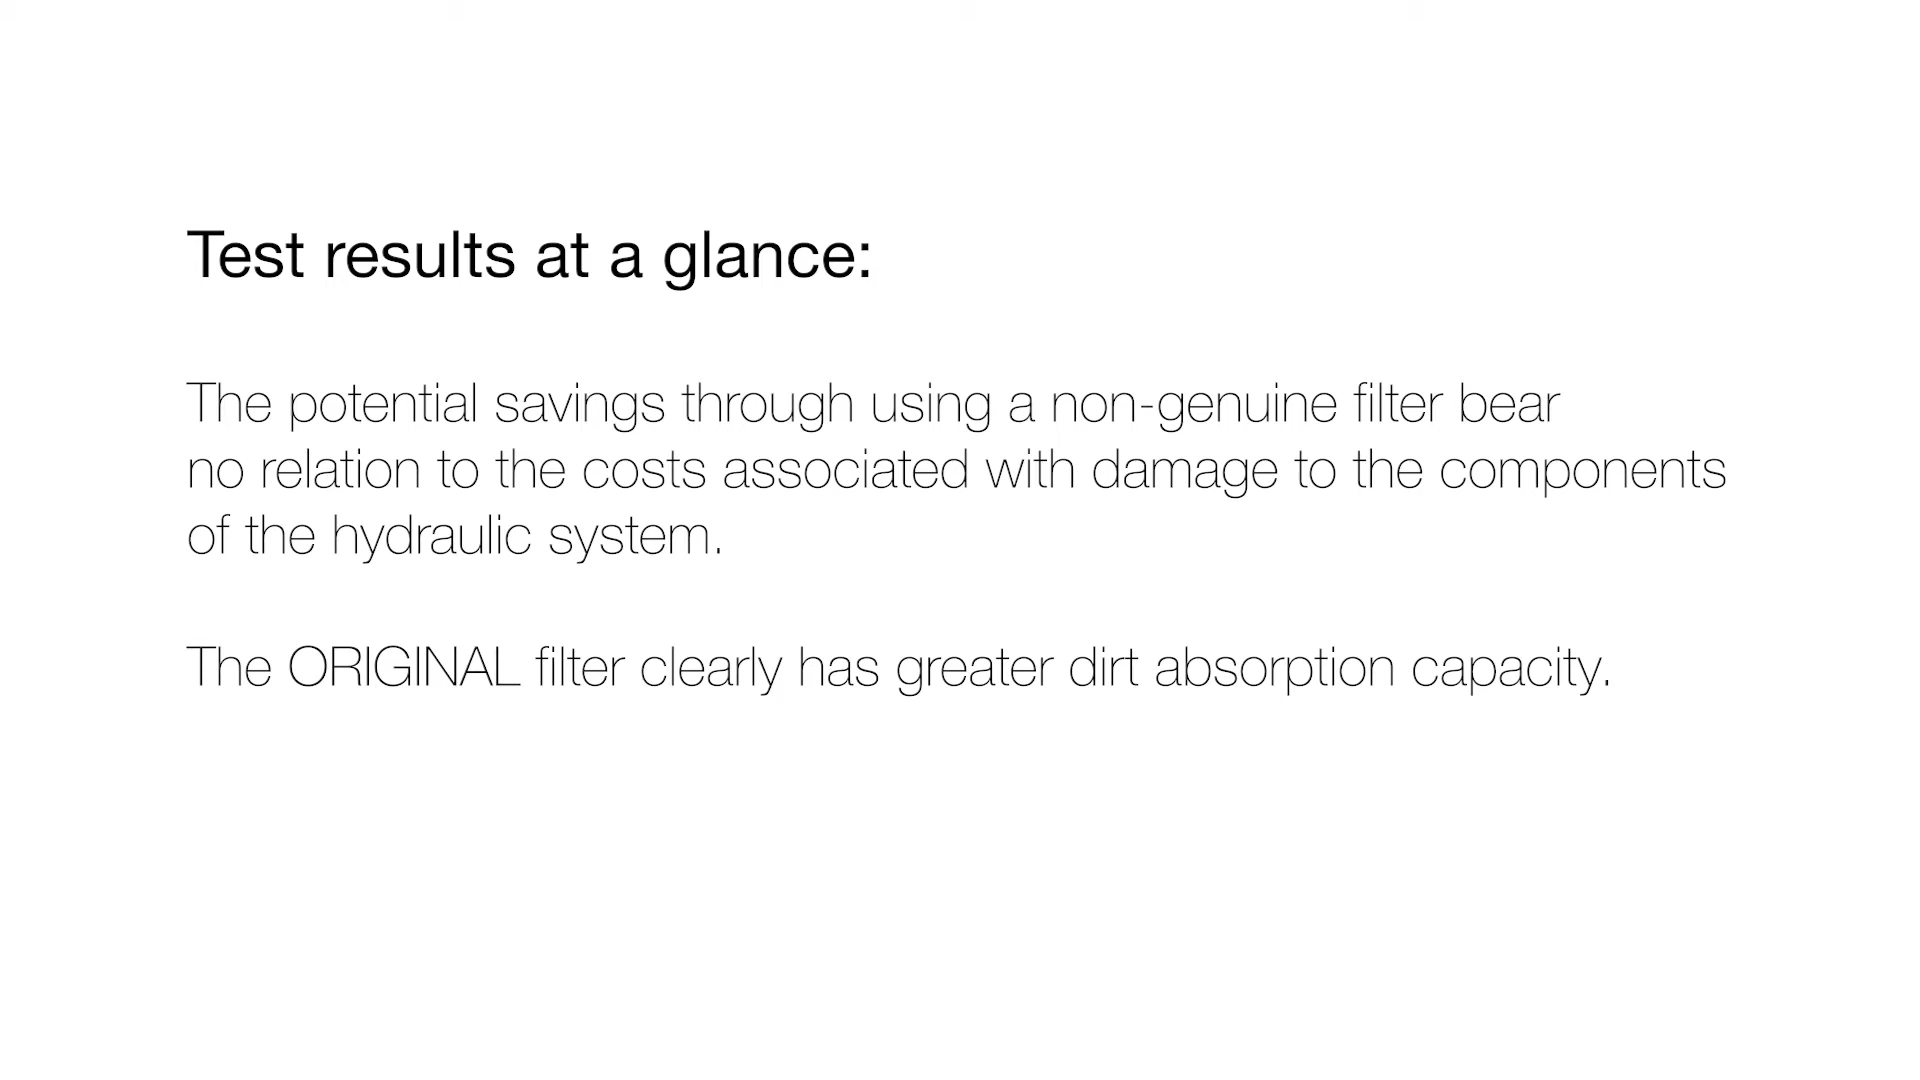 Test results at a glance:
The potential savings through using a non-genuine filter bear
no relation to the costs associated with damage to the components
of the hydraulic system.
The ORIGINAL filter clearly has greater dirt absorption capacity.